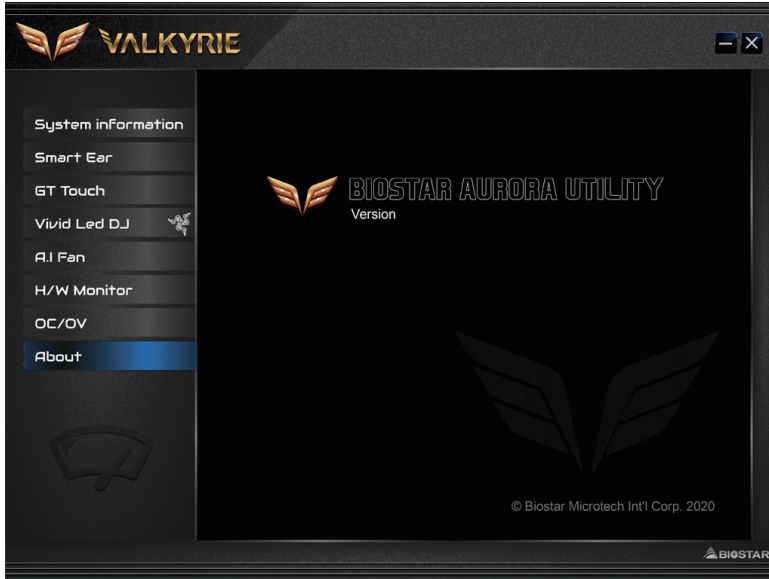 VALKYRIE
System information
Smart Ear
GT Touch
Vivid Led DJ
A.I Fan
H/W Monitor
OC/OV
About
BIOSTAR AURORA UTILITY
Version
© Biostar Microtech Int'l Corp. 2020
BIOSTAR